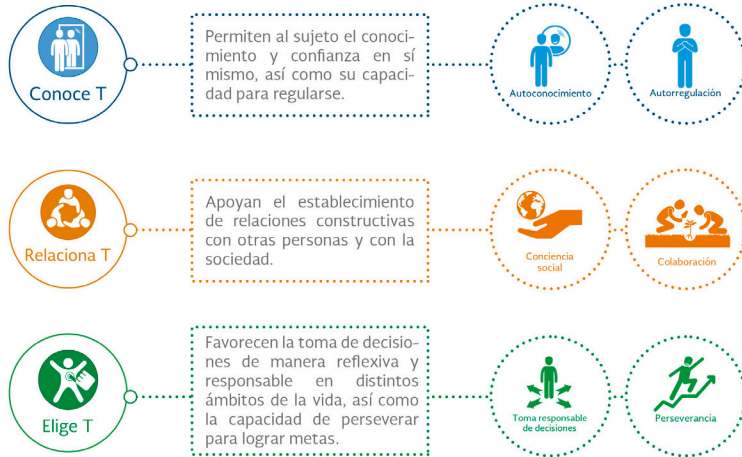 Conoce T
Permiten al sujeto el conoci-
miento y confianza en sí
mismo, así como su capaci-
dad para regularse.
Autoconocimiento
Autorregulación
Relaciona T
Apoyan el establecimiento
de relaciones constructivas
con otras personas y con la
sociedad.
Conciencia
social
Colaboración
Elige T
Favorecen la toma de decisio-
nes de manera reflexiva y
responsable en distintos
ámbitos de la vida, así como
la capacidad de perseverar
para lograr metas.
Toma responsable
de decisiones
Perseverancia